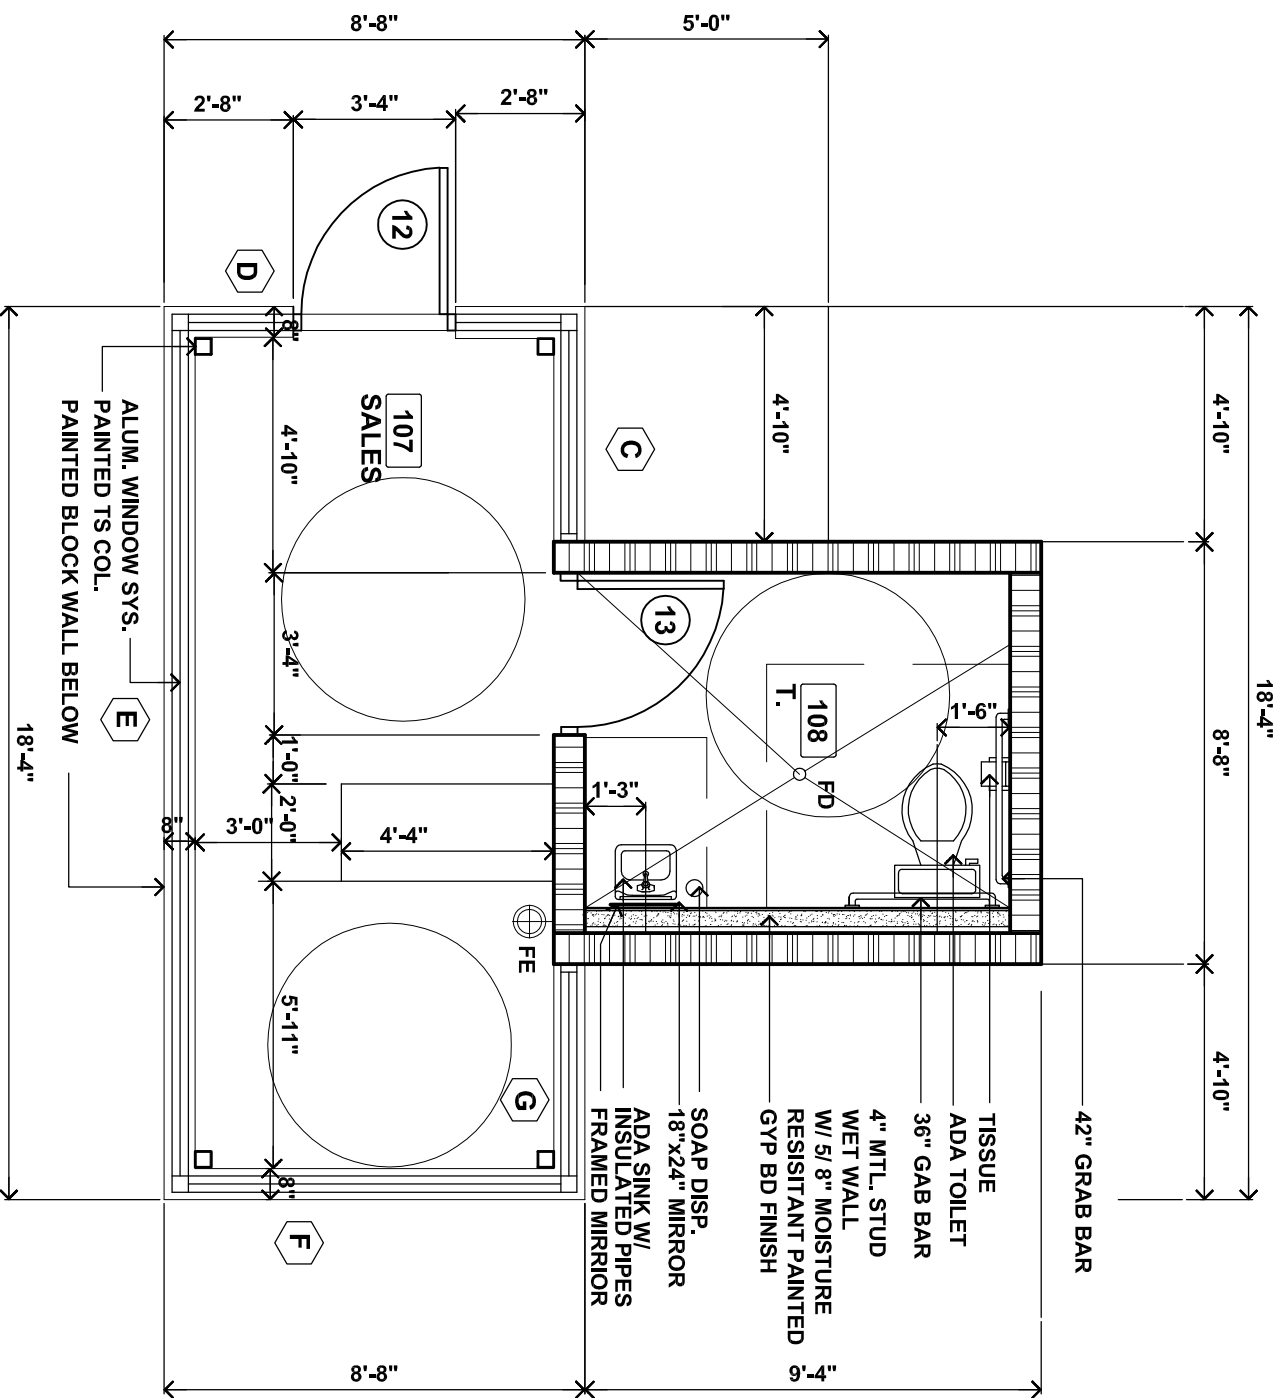 8'-8"
5'-0"
2'-8"
3'-4"
2'-8"
12
D
8"
4'-10"
4'-10"
18'-4"
107
SALES
C
4'-10"
ALUM. WINDOW SYS.
PAINTED TS COL.
PAINTED BLOCK WALL BELOW
E
13
3'-4"
108
T.
1'-6"
8'-8"
18'-4"
1'-0"
2'-0"
FD
1'-3"
8"
3'-0"
4'-4"
FE
5'-11"
G
4'-10"
42" GRAB BAR
TISSUE
ADA TOILET
36" GAB BAR
4" MTL. STUD
WET WALL
W/ 5/ 8" MOISTURE
RESISITANT PAINTED
GYP BD FINISH
SOAP DISP.
18"x24" MIRROR
ADA SINK W/
INSULATED PIPES
FRAMED MIRRIOR
8"
F
8'-8"
9'-4"